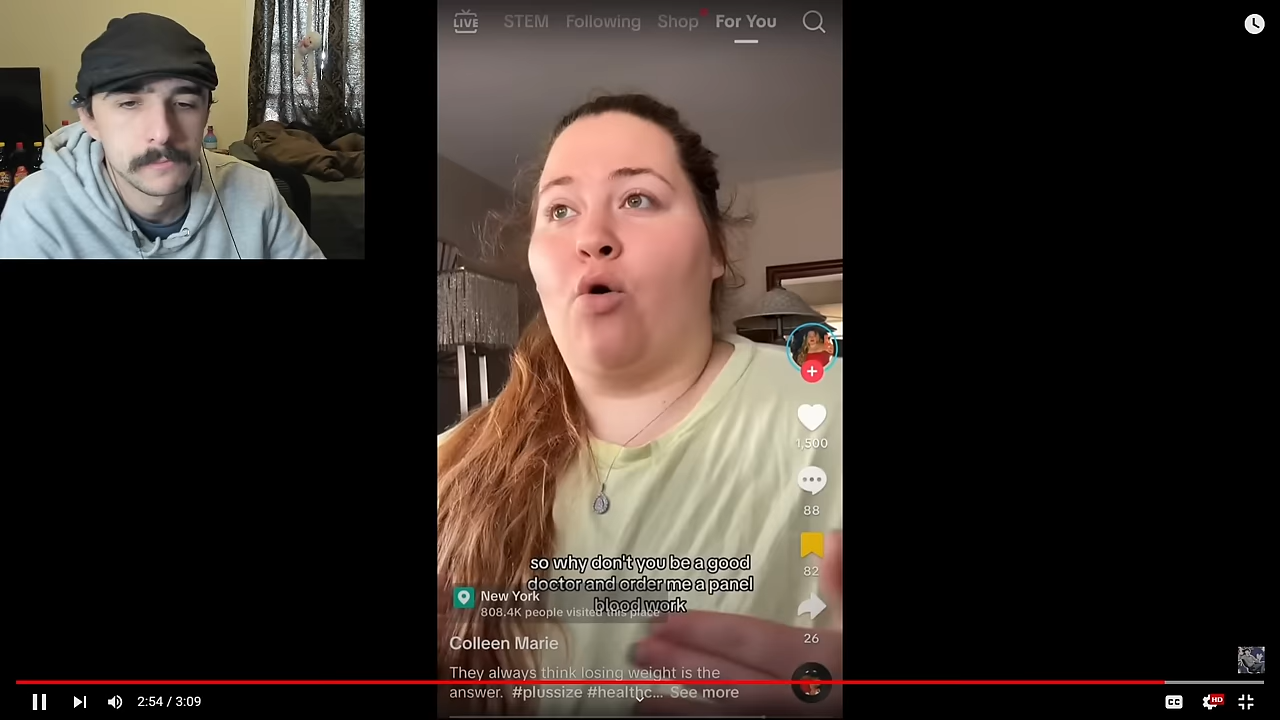 LIVE
STEM
Following
Shop
For You
1,500
88
82
26
so why don't you be a good
doctor and order me a panel
blood work
New York
808.4K people visited this place
Colleen Marie
They always think losing weight is the
answer. #plussize #healthc... See more
2:54 / 3:09
CC
HD